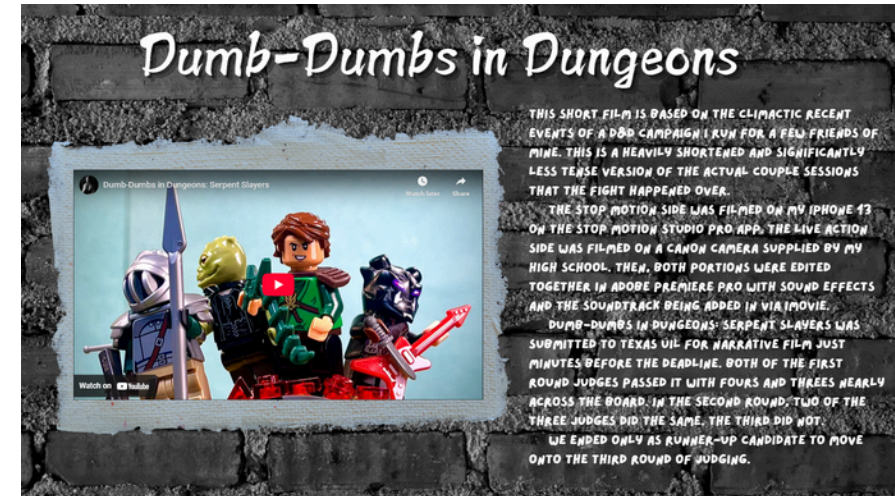 Dumb-Dumbs in Dungeons
Dumb-Dumbs in Dungeons: Serpent Slayers
Watch later
Share
Watch on YouTube
THIS SHORT FILM IS BASED ON THE CLIMACTIC RECENT
EVENTS OF A D&D CAMPAIGN I RUN FOR A FEW FRIENDS OF
MINE. THIS IS A HEAVILY SHORTENED AND SIGNIFICANTLY
LESS TENSE VERSION OF THE ACTUAL COUPLE SESSIONS
THAT THE FIGHT HAPPENED OVER.
THE STOP MOTION SIDE WAS FILMED ON MY IPHONE 13
ON THE STOP MOTION STUDIO PRO APP. THE LIVE ACTION
SIDE WAS FILMED ON A CANON CAMERA SUPPLIED BY MY
HIGH SCHOOL. THEN, BOTH PORTIONS WERE EDITED
TOGETHER IN ADOBE PREMIERE PRO WITH SOUND EFFECTS
AND THE SOUNDTRACK BEING ADDED IN VIA IMOVIE.
DUMB-DUMBS IN DUNGEONS: SERPENT SLAYERS WAS
SUBMITTED TO TEXAS UIL FOR NARRATIVE FILM JUST
MINUTES BEFORE THE DEADLINE. BOTH OF THE FIRST
ROUND JUDGES PASSED IT WITH FOURS AND THREES NEARLY
ACROSS THE BOARD. IN THE SECOND ROUND, TWO OF THE
THREE JUDGES DID THE SAME. THE THIRD DID NOT.
WE ENDED ONLY AS RUNNER-UP CANDIDATE TO MOVE
ONTO THE THIRD ROUND OF JUDGING.